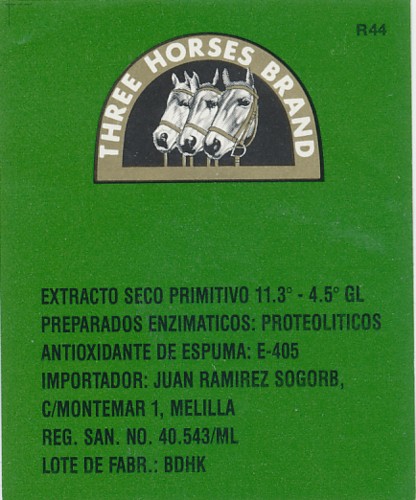 R44
THREE HORSES BRAND
EXTRACTO SECO PRIMITIVO 11.3° - 4.5° GL
PREPARADOS ENZIMATICOS: PROTEOLITICOS
ANTIOXIDANTE DE ESPUMA: E-405
IMPORTADOR: JUAN RAMIREZ SOGORB,
C/MONTEMAR 1, MELILLA
REG. SAN. NO. 40.543/ML
LOTE DE FABR.: BDHK